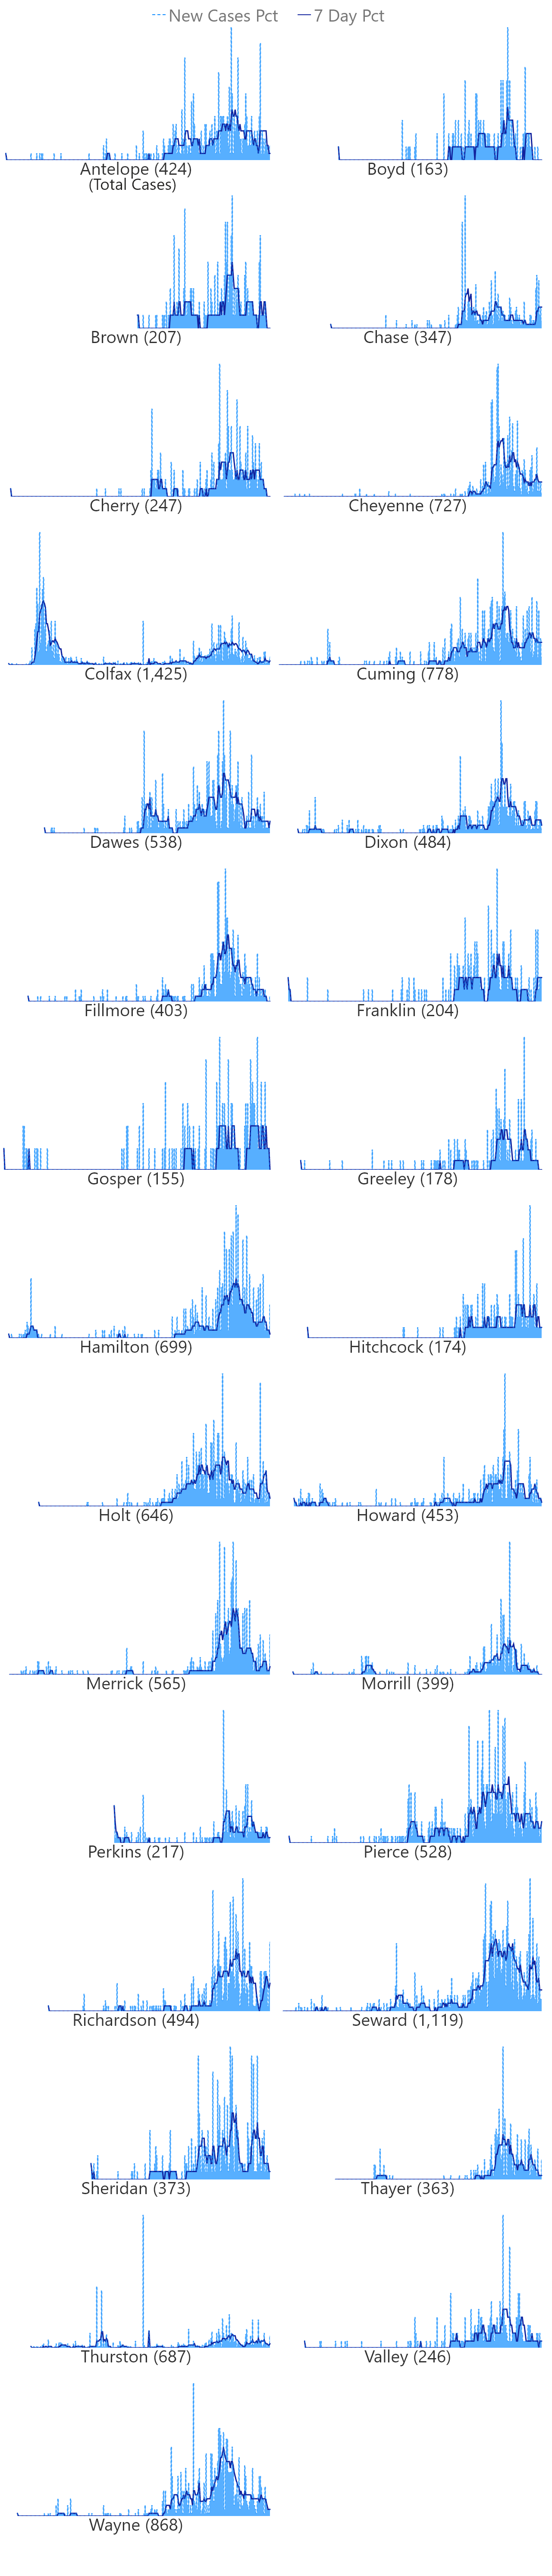 New Cases Pct 7 Day Pct
Antelope (424)
(Total Cases)
Boyd (163)
Brown (207)
Chase (347)
Cherry (247)
Cheyenne (727)
Colfax (1,425)
Cuming (778)
Dawes (538)
Dixon (484)
Fillmore (403)
Franklin (204)
Gosper (155)
Greeley (178)
Hamilton (699)
Hitchcock (174)
Holt (646)
Howard (453)
Merrick (565)
Morrill (399)
Perkins (217)
Pierce (528)
Richardson (494)
Seward (1,119)
Sheridan (373)
Thayer (363)
Thurston (687)
Valley (246)
Wayne (868)